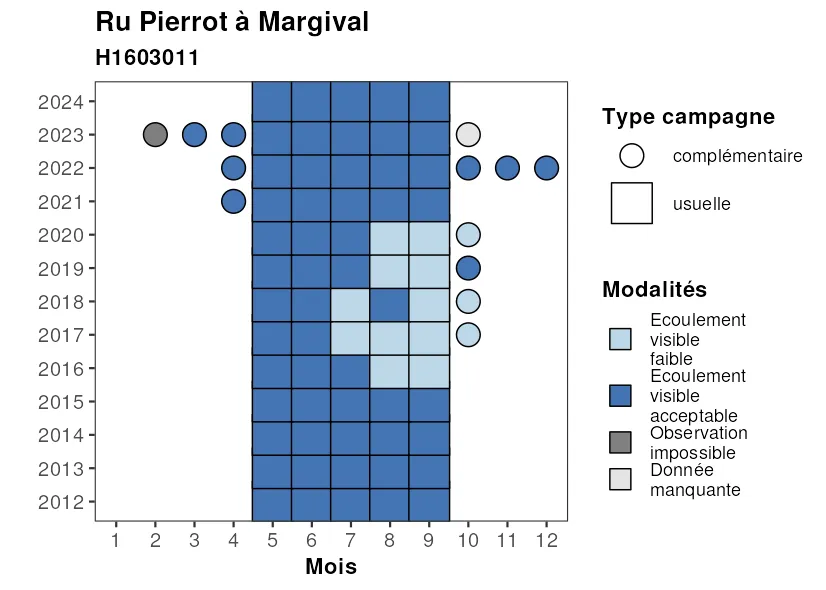 Ru Pierrot à Margival
H1603011
2024
2023
2022
2021
2020
2019
2018
2017
2016
2015
2014
2013
2012
1 2 3 4 5 6 7 8 9 10 11 12
Mois
Type campagne
complémentaire
usuelle
Modalités
Ecoulement
visible
faible
Ecoulement
visible
acceptable
Observation
impossible
Donnée
manquante